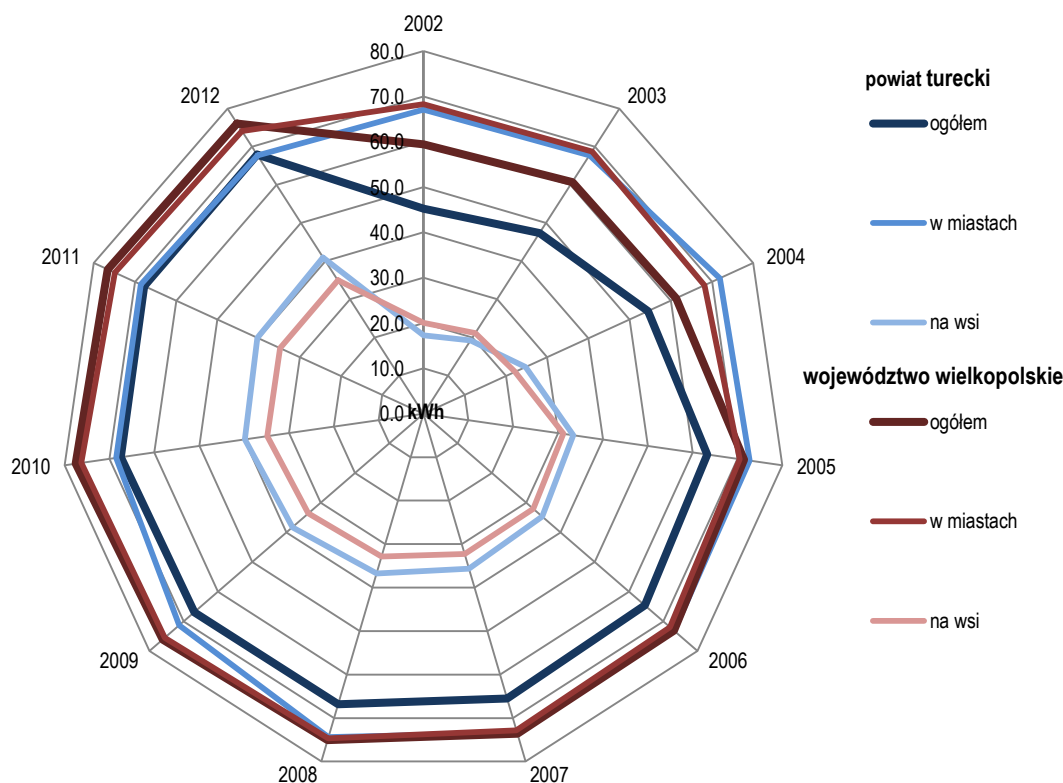 2002
2003
2004
2005
2006
2007
2008
2009
2010
2011
2012
80.0
70.0
60.0
50.0
40.0
30.0
20.0
10.0
0.0
kWh
powiat turecki
ogółem
w miastach
na wsi
województwo wielkopolskie
ogółem
w miastach
na wsi